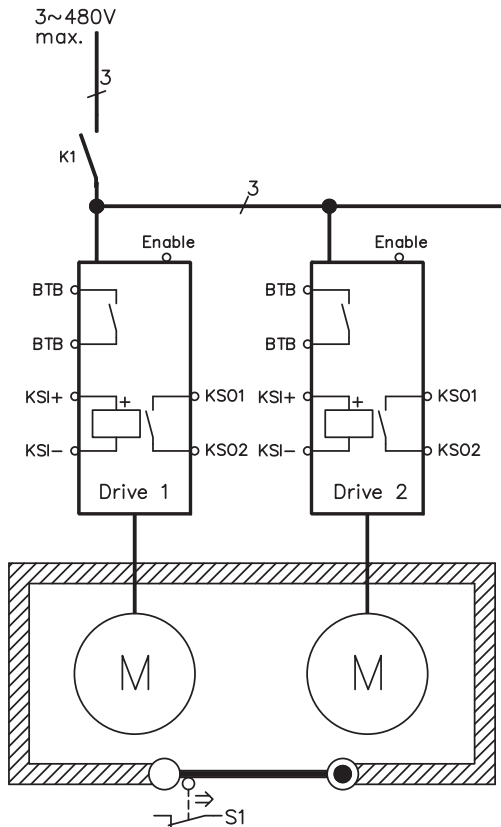 3~480V
max.
3
K1
3
Enable
Enable
BTB
BTB
BTB
BTB
KSI+
+
KSO1
KSI+
+
KSO1
KSI−
KSO2
KSI−
KSO2
Drive 1
Drive 2
M
M
S1